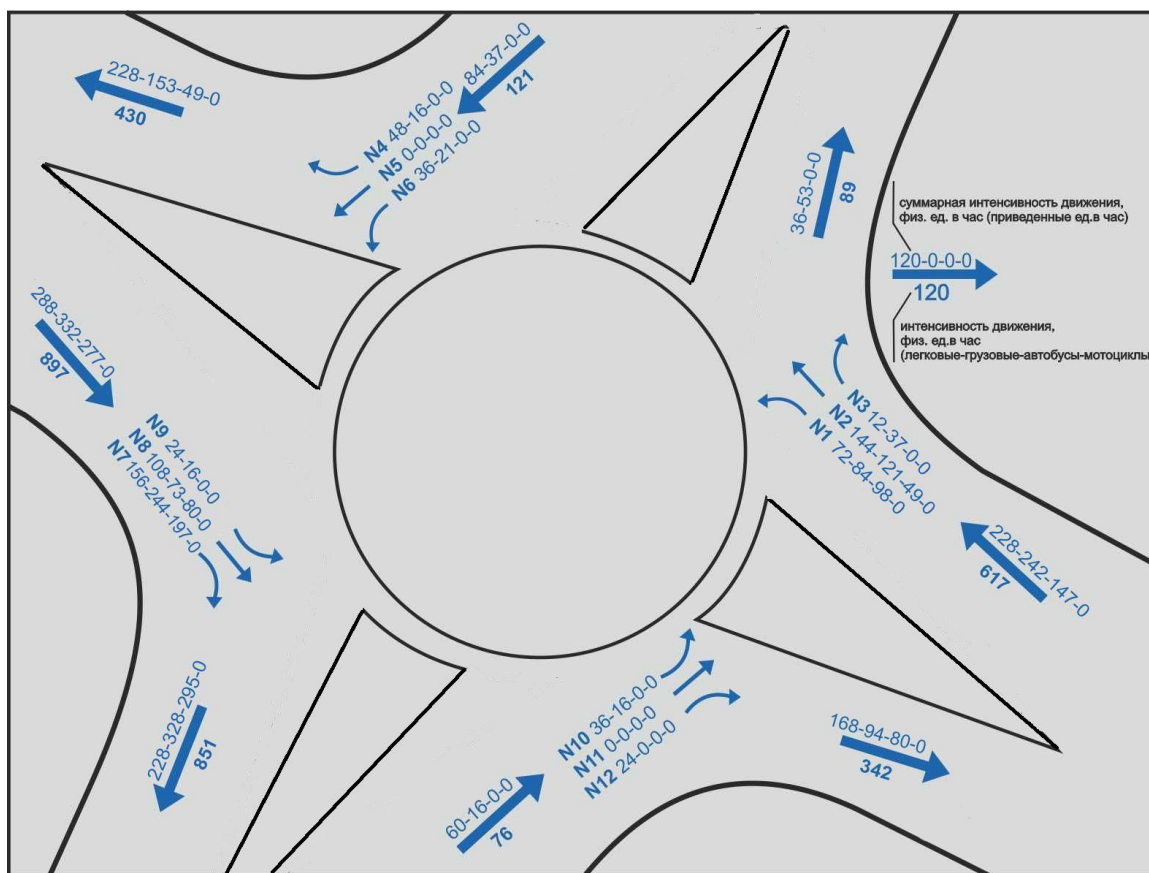 228-153-49-0
430
84-37-0-0
121
N4 48-16-0-0
N5 0-0-0-0
N6 36-21-0-0
36-53-0-0
89
суммарная интенсивность движения,
физ. ед. в час (приведенные ед.в час)
120-0-0-0
120
интенсивность движения,
физ. ед.в час
(легковые-грузовые-автобусы-мотоциклы
288-332-277-0
897
N9 24-16-0-0
N8 108-73-80-0
N7 156-244-197-0
N3 12-37-0-0
N2 144-121-49-0
N1 72-84-98-0
228-242-147-0
617
228-328-295-0
851
N10 36-16-0-0
N11 0-0-0-0
N12 24-0-0-0
60-16-0-0
76
168-94-80-0
342